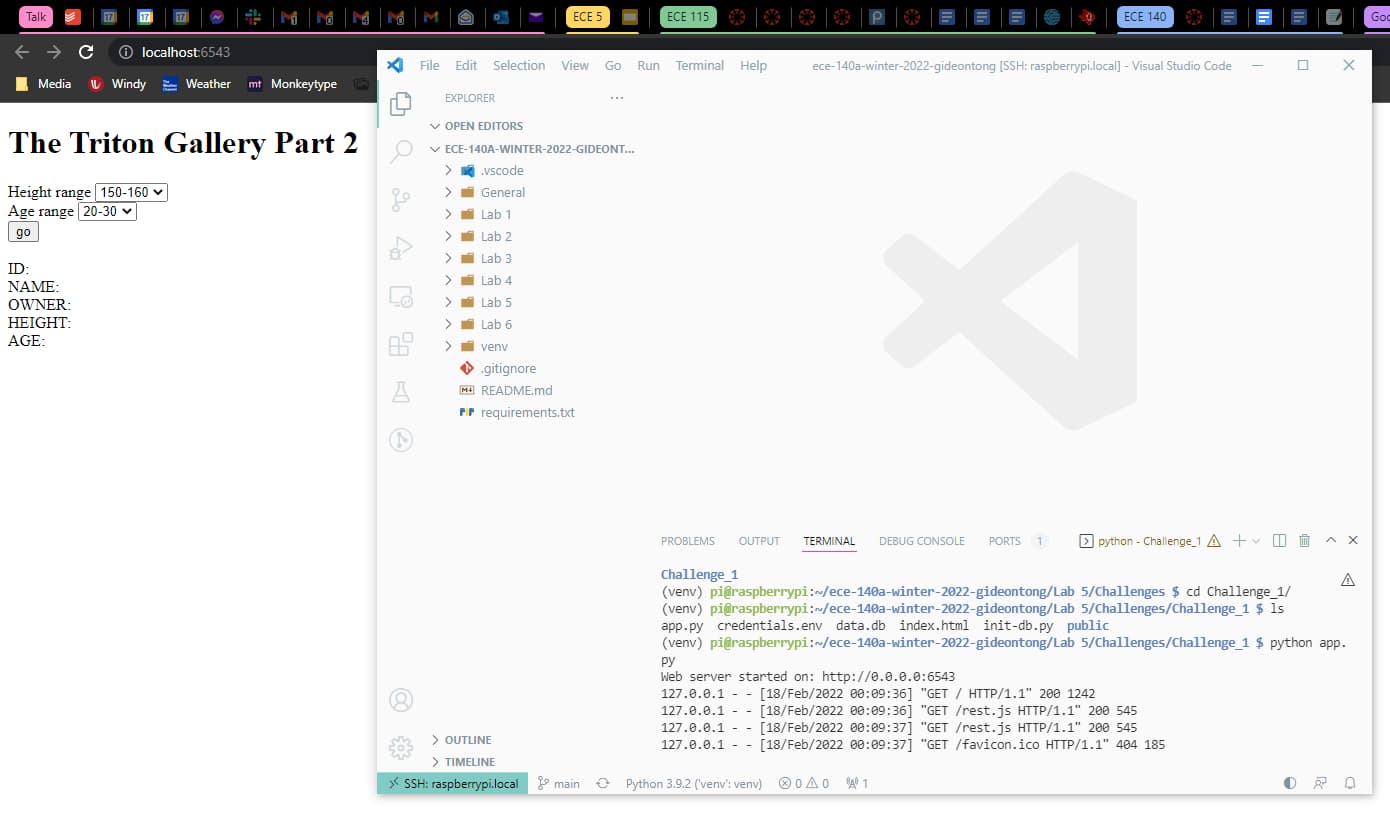 Talk
ECE 5
ECE 115
ECE 140
Goo
localhost:6543
Media Windy Weather mt Monkeytype
The Triton Gallery Part 2
Height range 150-160
Age range 20-30
go
ID:
NAME:
OWNER:
HEIGHT:
AGE:
File Edit Selection View Go Run Terminal Help ece-140a-winter-2022-gideontong [SSH: raspberrypi.local] - Visual Studio Code
EXPLORER
OPEN EDITORS
ECE-140A-WINTER-2022-GIDEONT...
.vscode
General
Lab 1
Lab 2
Lab 3
Lab 4
Lab 5
Lab 6
venv
.gitignore
README.md
requirements.txt
OUTLINE
TIMELINE
PROBLEMS OUTPUT TERMINAL DEBUG CONSOLE PORTS 1 python - Challenge_1
Challenge_1
(venv) pi@raspberrypi:~/ece-140a-winter-2022-gideontong/Lab 5/Challenges $ cd Challenge_1/
(venv) pi@raspberrypi:~/ece-140a-winter-2022-gideontong/Lab 5/Challenges/Challenge_1 $ ls
app.py credentials.env data.db index.html init-db.py public
(venv) pi@raspberrypi:~/ece-140a-winter-2022-gideontong/Lab 5/Challenges/Challenge_1 $ python app.
py
Web server started on: http://0.0.0.0:6543
127.0.0.1 - - [18/Feb/2022 00:09:36] "GET / HTTP/1.1" 200 1242
127.0.0.1 - - [18/Feb/2022 00:09:36] "GET /rest.js HTTP/1.1" 200 545
127.0.0.1 - - [18/Feb/2022 00:09:37] "GET /rest.js HTTP/1.1" 200 545
127.0.0.1 - - [18/Feb/2022 00:09:37] "GET /favicon.ico HTTP/1.1" 404 185
SSH: raspberrypi.local main Python 3.9.2 ('venv': venv) 0 0 1